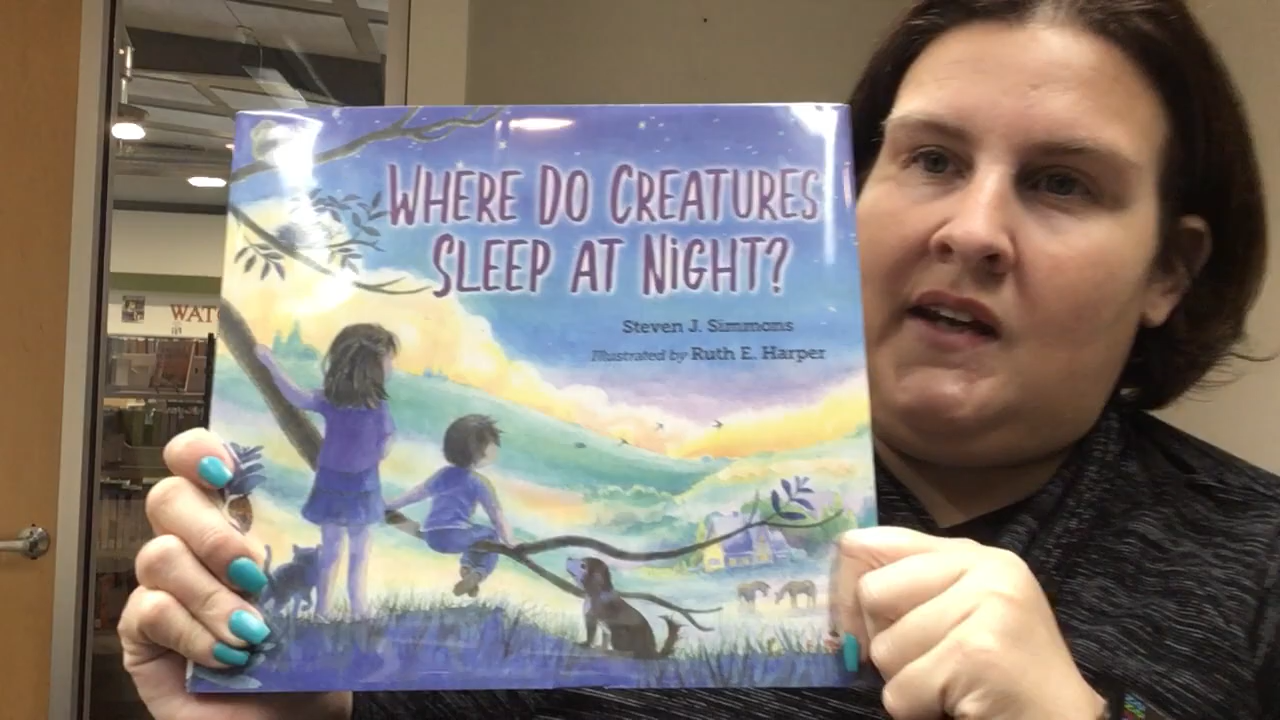 WHERE DO CREATURES
SLEEP AT NIGHT?
Steven J. Simmons
Illustrated by Ruth E. Harper